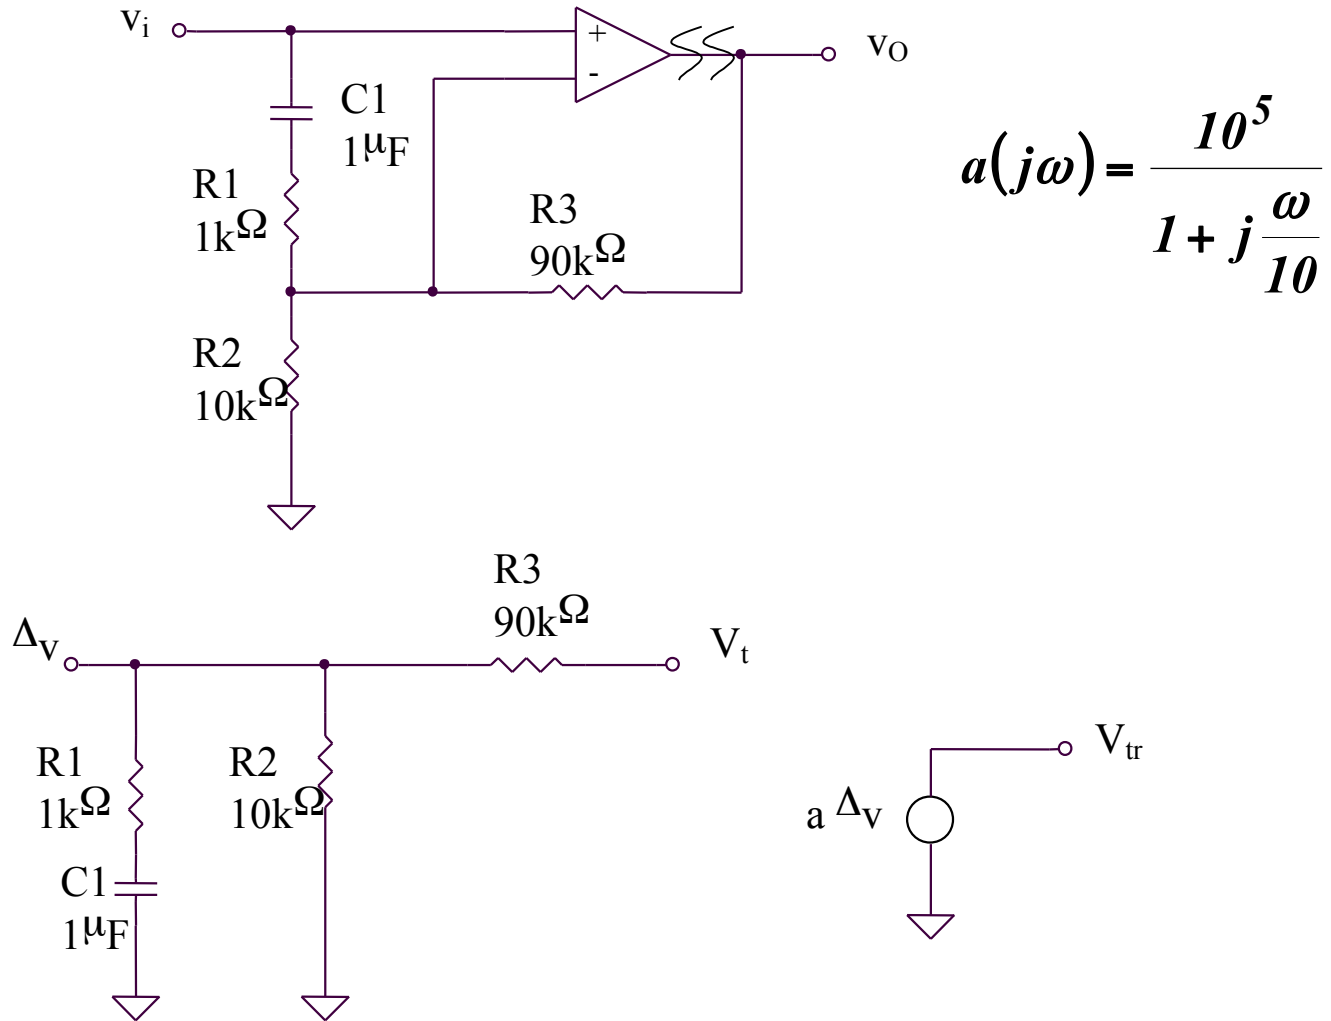 vi
vO
+
-
C1
1μF
R1
1kΩ
R3
90kΩ
R2
10kΩ
a(jω) = 10^5 / (1 + j ω/10)
R3
90kΩ
Δv
Vt
R1
1kΩ
R2
10kΩ
C1
1μF
Vtr
a Δv